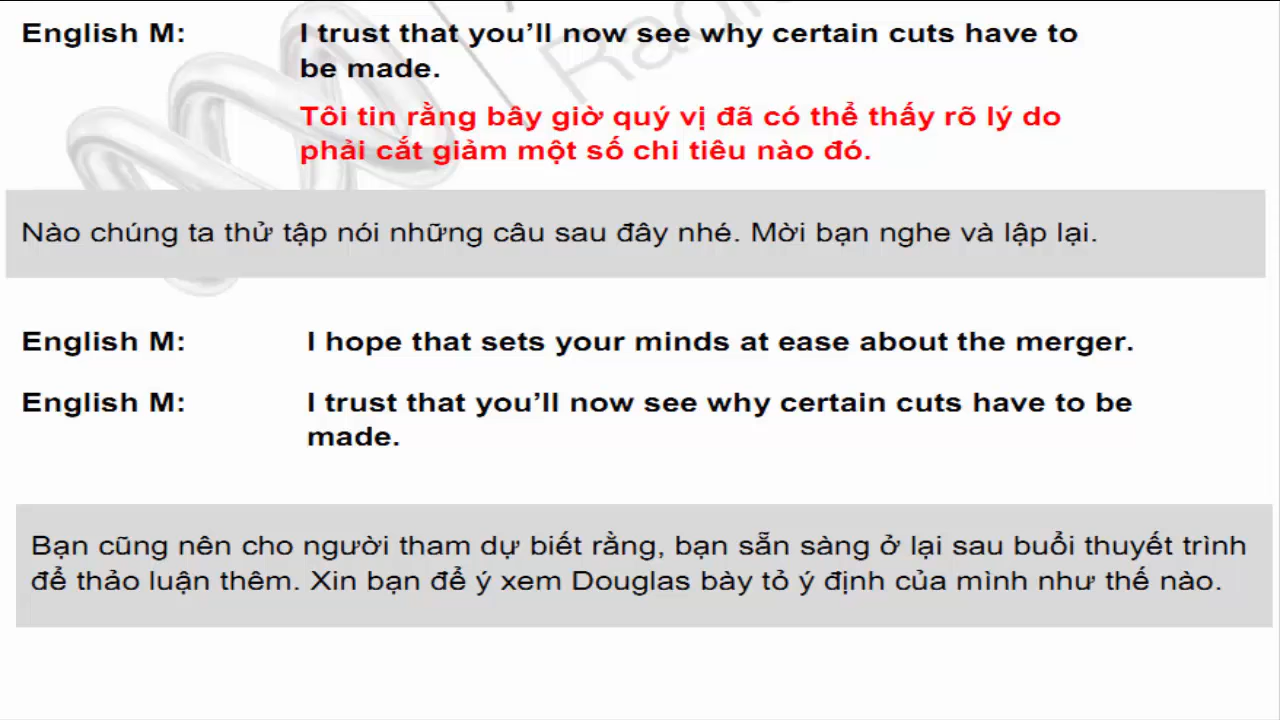 English M: I trust that you'll now see why certain cuts have to
be made.
Tôi tin rằng bây giờ quý vị đã có thể thấy rõ lý do
phải cắt giảm một số chi tiêu nào đó.
Nào chúng ta thử tập nói những câu sau đây nhé. Mời bạn nghe và lập lại.
English M: I hope that sets your minds at ease about the merger.
English M: I trust that you’ll now see why certain cuts have to be
made.
Bạn cũng nên cho người tham dự biết rằng, bạn sẵn sàng ở lại sau buổi thuyết trình
để thảo luận thêm. Xin bạn để ý xem Douglas bày tỏ ý định của mình như thế nào.